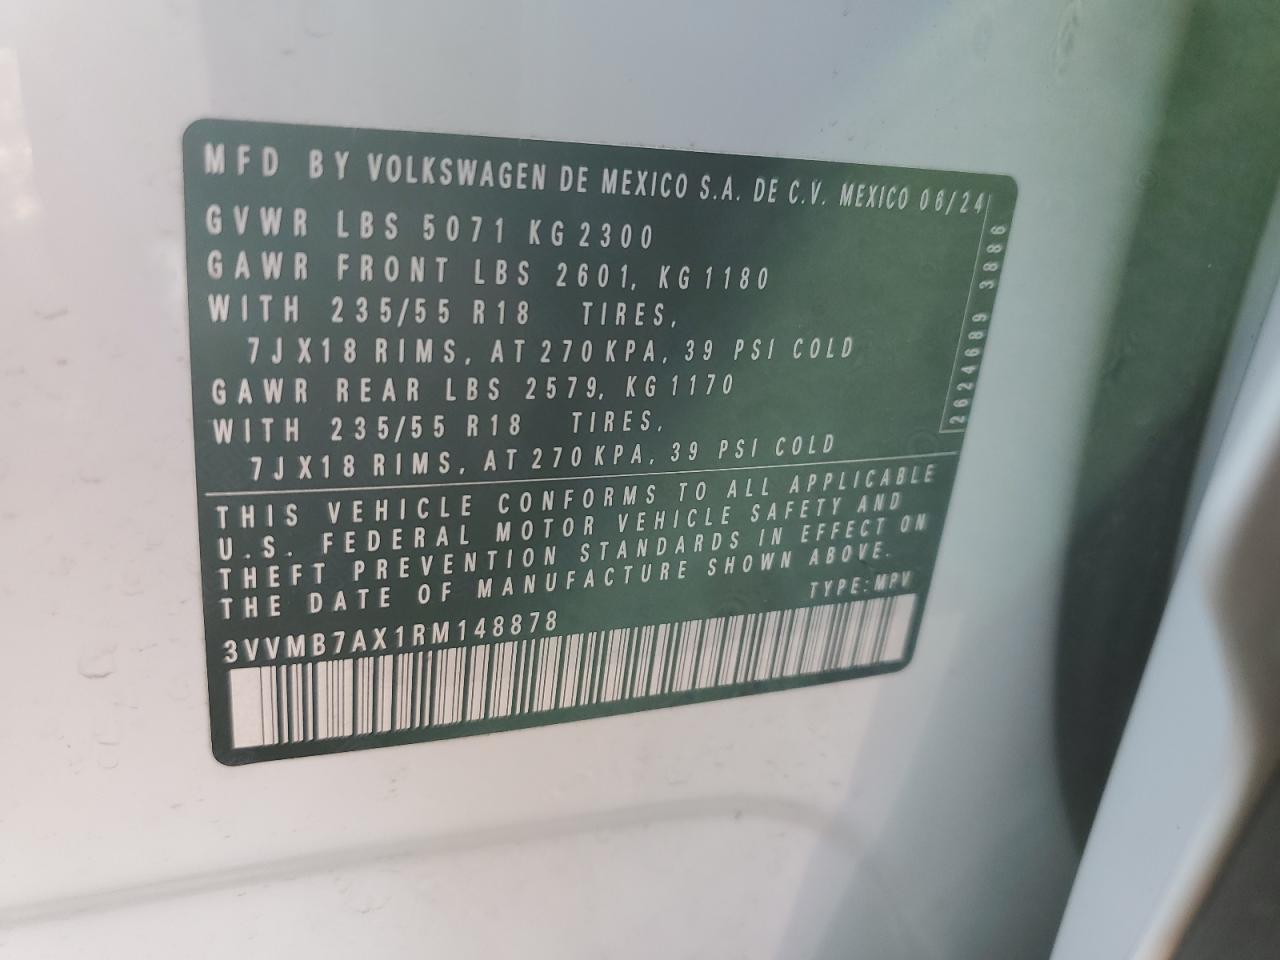 MFD BY VOLKSWAGEN DE MEXICO S.A. DE C.V. MEXICO 06/24
GVWR LBS 5071 KG 2300
GAWR FRONT LBS 2601, KG 1180
WITH 235/55 R18 TIRES,
7JX18 RIMS, AT 270 KPA, 39 PSI COLD
GAWR REAR LBS 2579, KG 1170
WITH 235/55 R18 TIRES,
7JX18 RIMS, AT 270 KPA, 39 PSI COLD
2624689 3886
THIS VEHICLE CONFORMS TO ALL APPLICABLE
U.S. FEDERAL MOTOR VEHICLE SAFETY AND
THEFT PREVENTION STANDARDS IN EFFECT ON
THE DATE OF MANUFACTURE SHOWN ABOVE.
3VVMB7AX1RM148878 TYPE:MPV